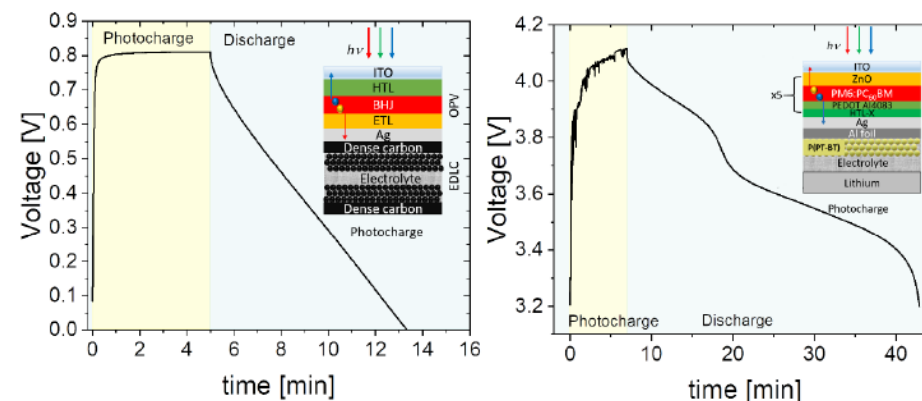 Photocharge
Discharge
hν
ITO
HTL
BHJ
ETL
Ag
Dense carbon
Electrolyte
Dense carbon
OPV
EDLC
Photocharge
Voltage [V]
0.8
0.7
0.6
0.5
0.4
0.3
0.2
0.1
0.0
0
2
4
6
8
10
12
14
16
time [min]
hν
ITO
ZnO
x5
PM6:PC60BM
PEDOT AI4083
HTL-X
Ag
Al foil
P(PT-BT)
Electrolyte
Lithium
Photocharge
Photocharge
Discharge
Voltage [V]
4.2
4.0
3.8
3.6
3.4
3.2
0
10
20
30
40
time [min]